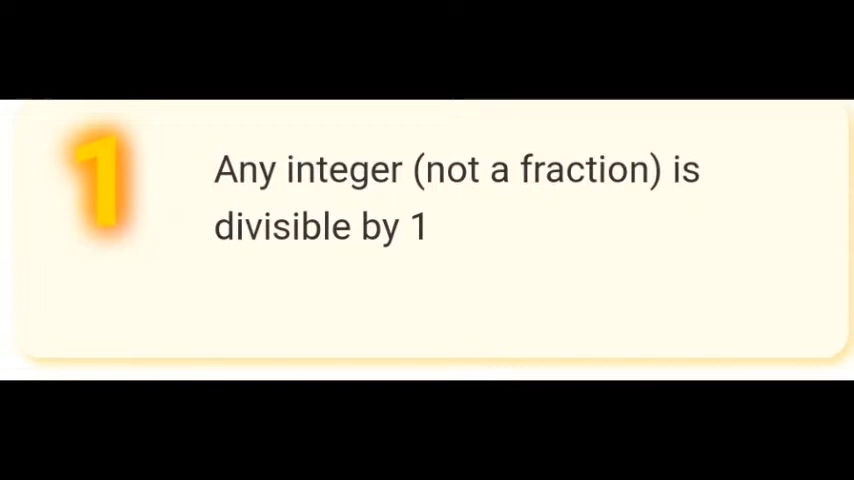 1
Any integer (not a fraction) is
divisible by 1